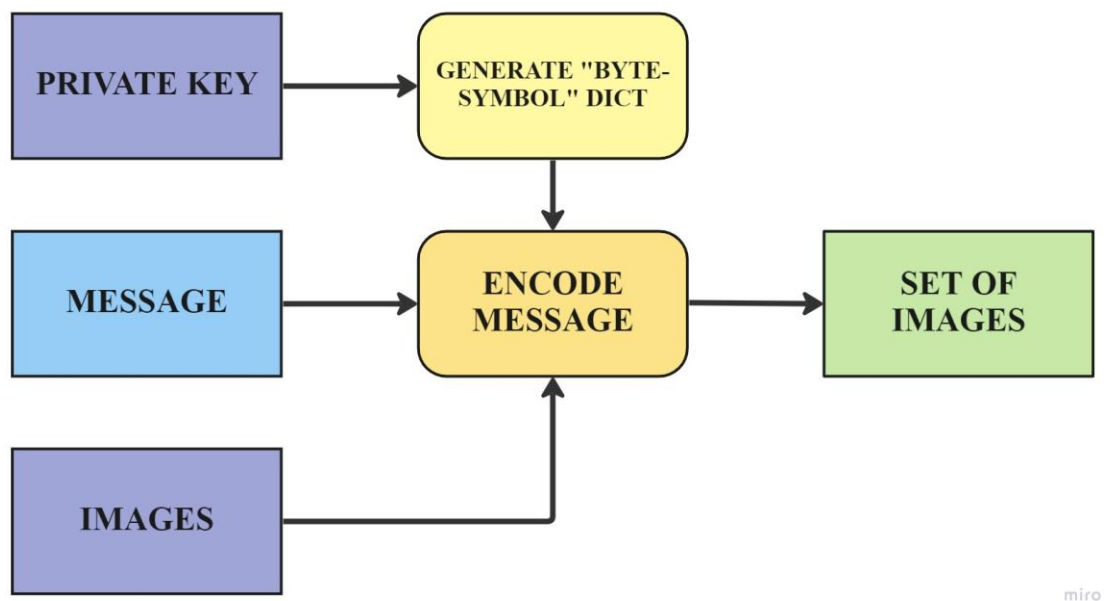 PRIVATE KEY
GENERATE "BYTE-
SYMBOL" DICT
MESSAGE
ENCODE
MESSAGE
SET OF
IMAGES
IMAGES
miro